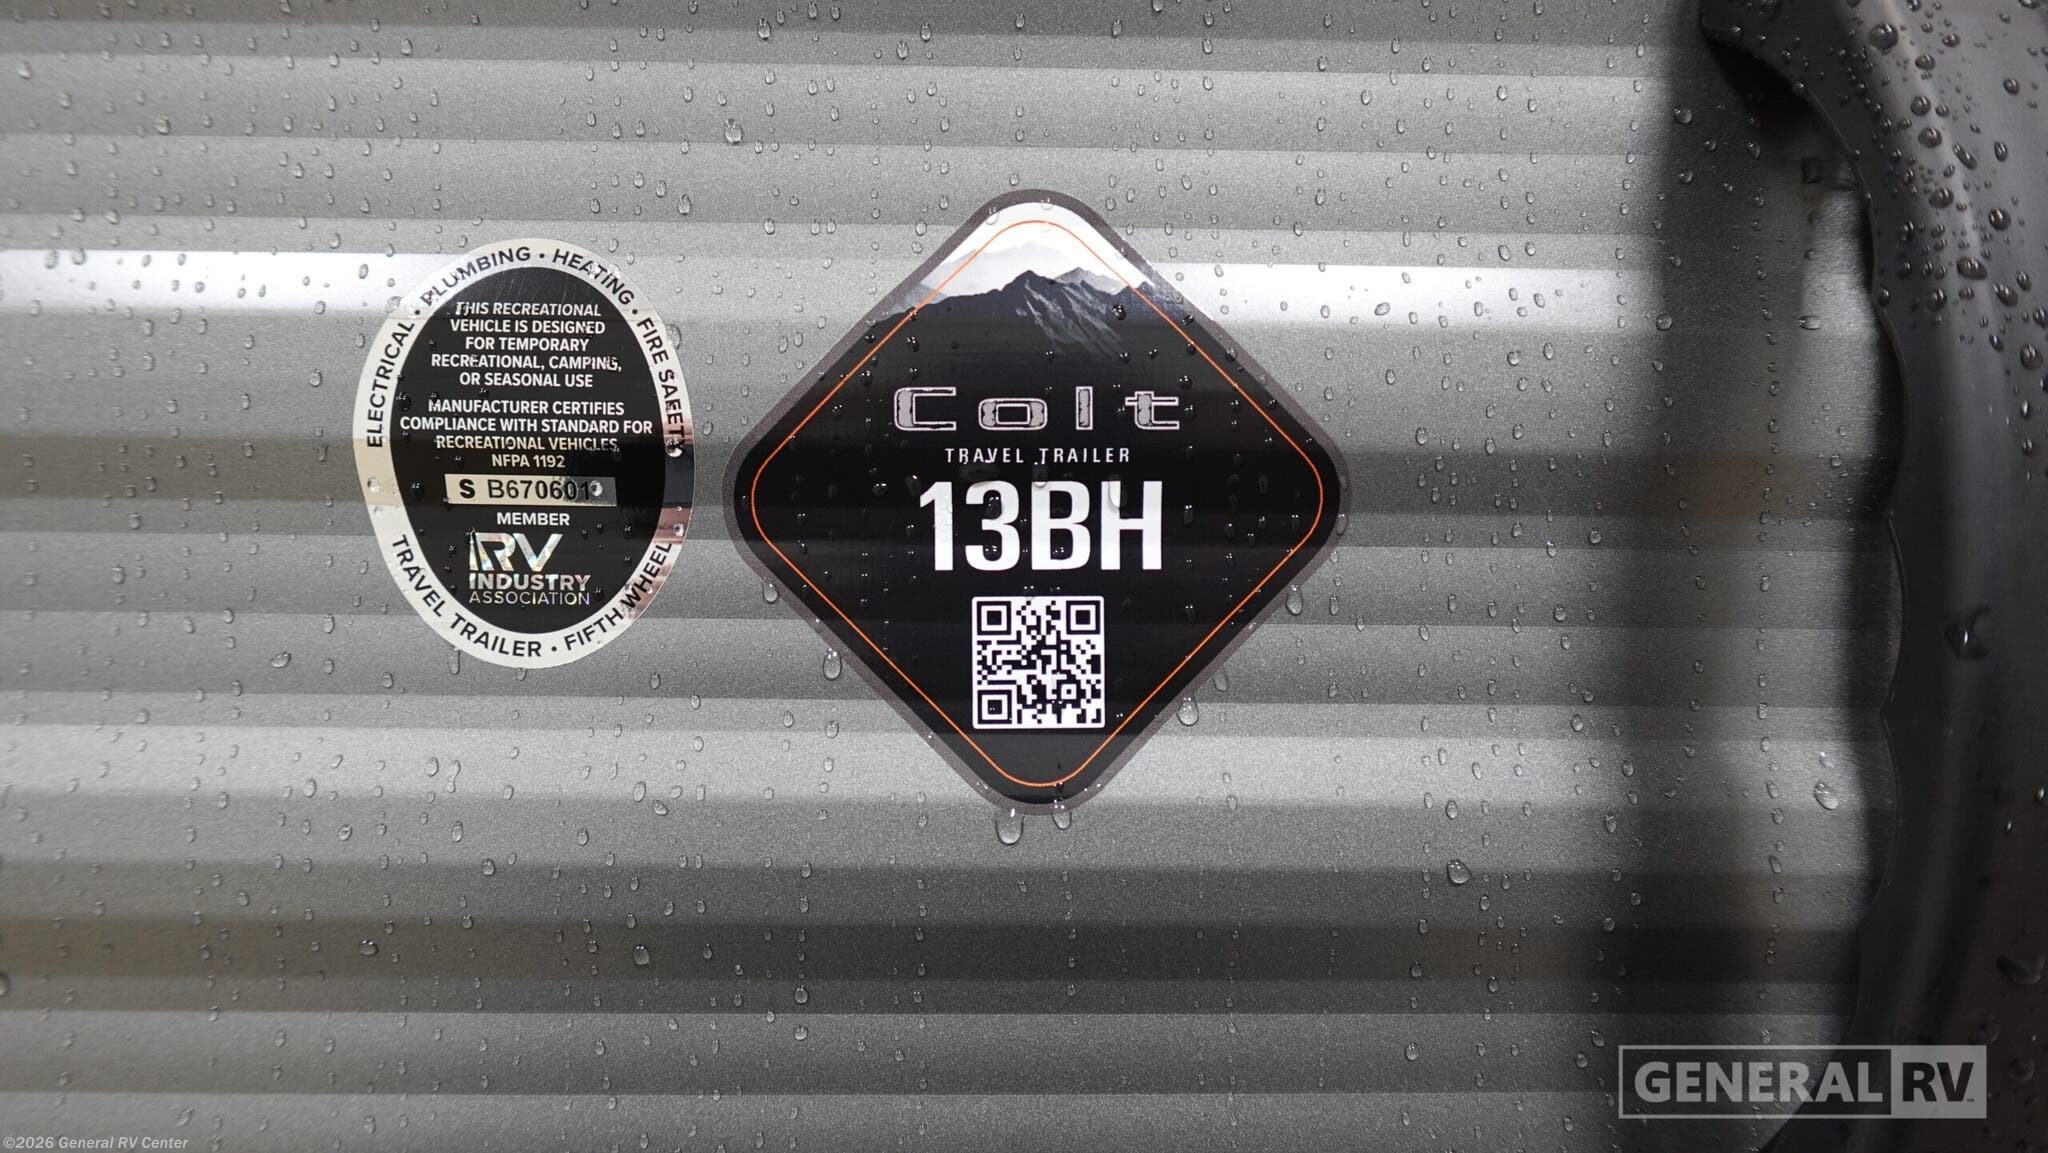 ELECTRICAL • PLUMBING • HEATING • FIRE SAFETY
THIS RECREATIONAL
VEHICLE IS DESIGNED
FOR TEMPORARY
RECREATIONAL, CAMPING,
OR SEASONAL USE
MANUFACTURER CERTIFIES
COMPLIANCE WITH STANDARD FOR
RECREATIONAL VEHICLES,
NFPA 1192
S B670601
MEMBER
RV
INDUSTRY
ASSOCIATION
TRAVEL TRAILER • FIFTH WHEEL
Colt
TRAVEL TRAILER
13BH
GENERAL RV
©2026 General RV Center